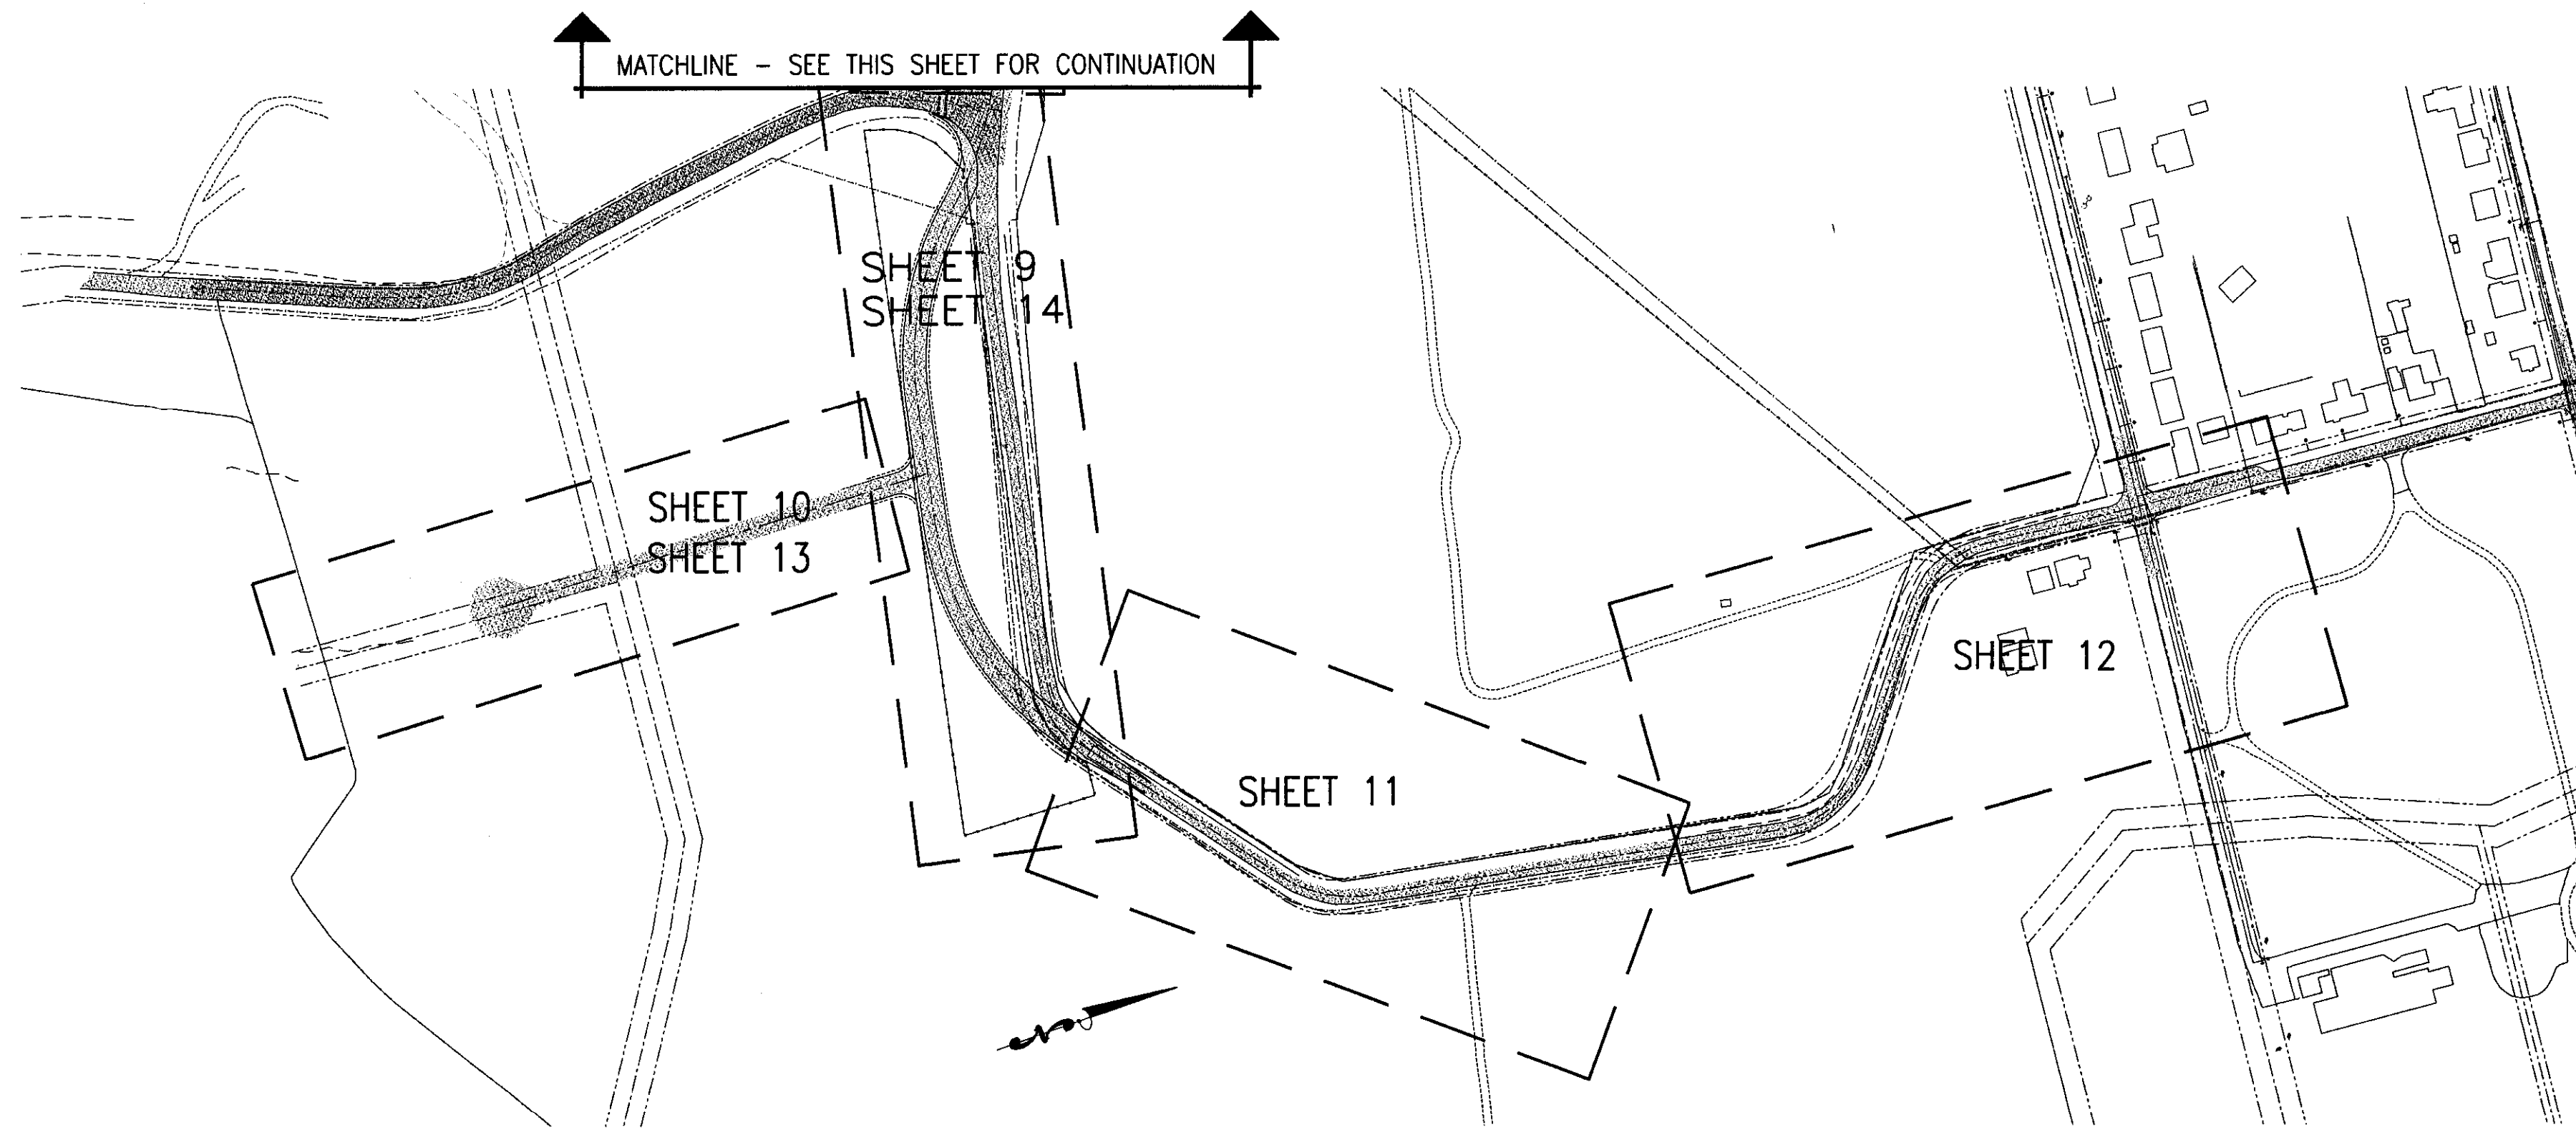 MATCHLINE - SEE THIS SHEET FOR CONTINUATION
SHEET 9
SHEET 14
SHEET 10
SHEET 13
SHEET 11
SHEET 12
N